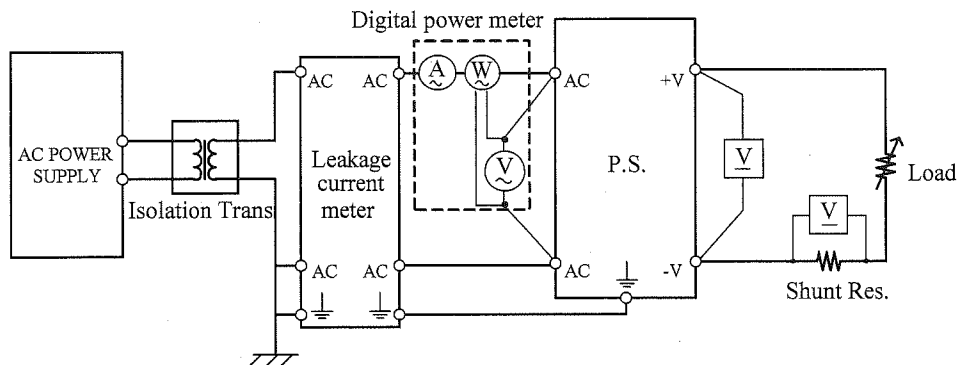 Digital power meter
AC POWER
SUPPLY
Isolation Trans
AC
AC
Leakage
current
meter
AC
AC
A
W
V
AC
AC
P.S.
+V
-V
V
Load
V
Shunt Res.